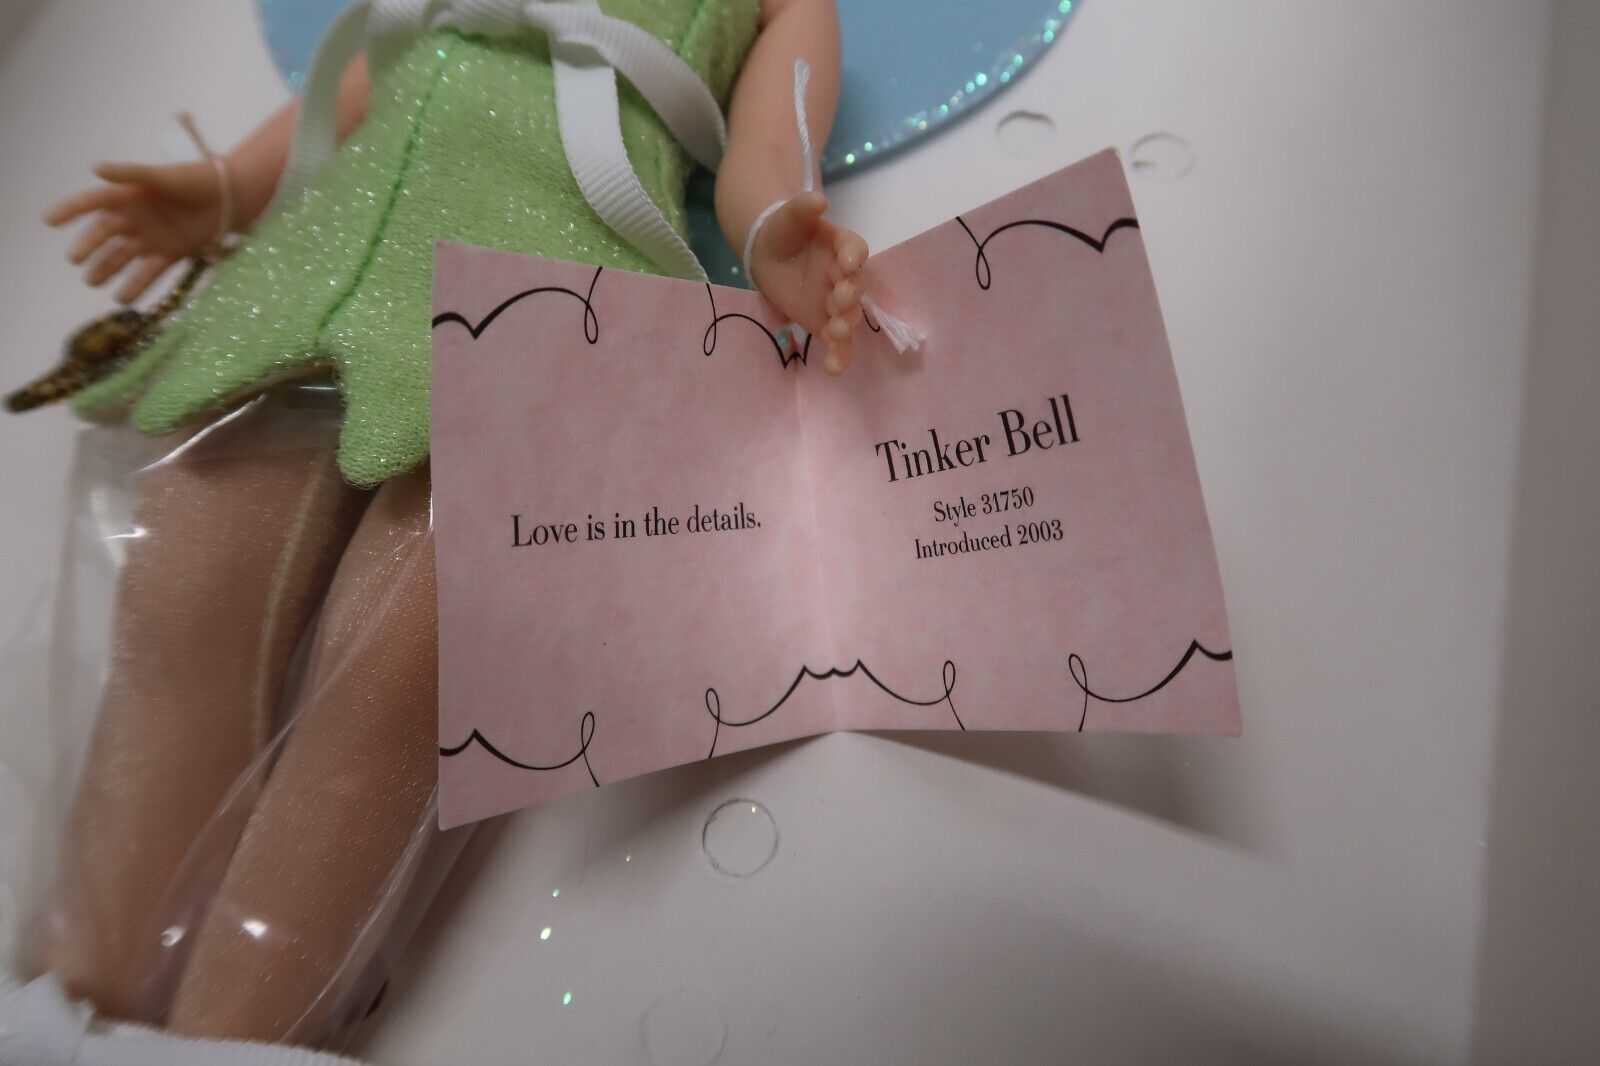 Love is in the details.
Tinker Bell
Style 31750
Introduced 2003